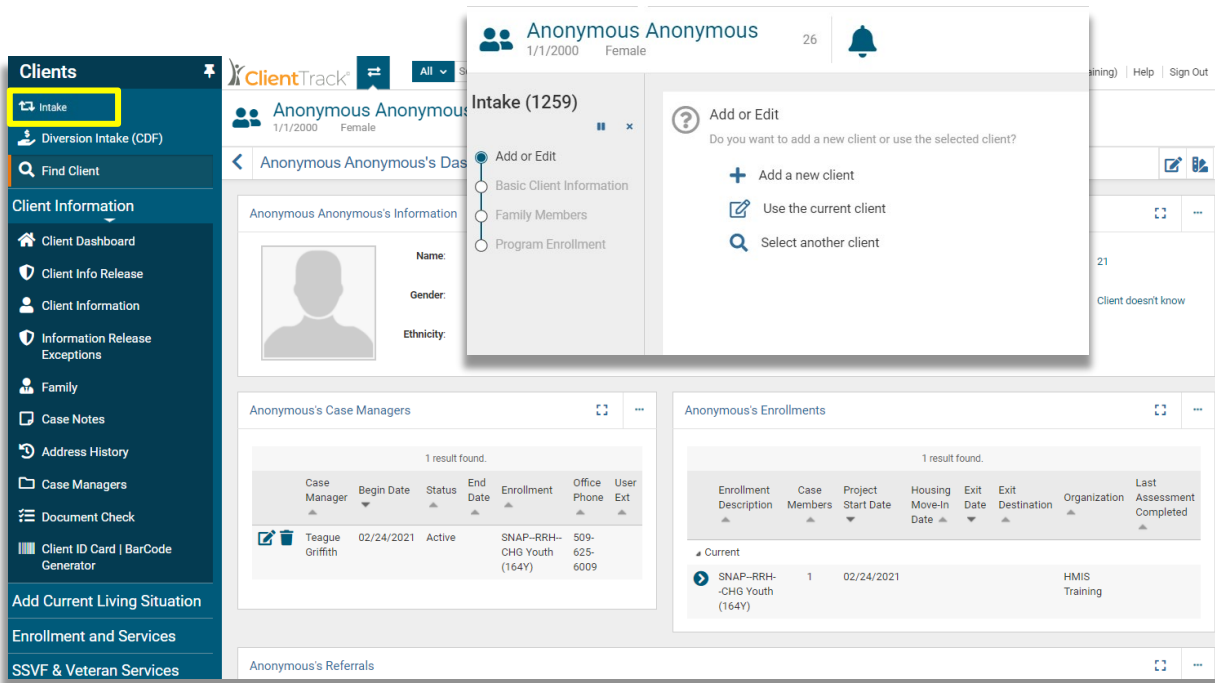 Clients
Intake
Diversion Intake (CDF)
Find Client
Client Information
Client Dashboard
Client Info Release
Client Information
Information Release
Exceptions
Family
Case Notes
Address History
Case Managers
Document Check
Client ID Card | BarCode
Generator
Add Current Living Situation
Enrollment and Services
SSVF & Veteran Services
ClientTrack®
All
Help
Sign Out
Anonymous Anonymous
1/1/2000 Female
Anonymous Anonymous's
Anonymous Anonymous's Information
Name:
Gender:
Ethnicity:
21
Client doesn't know
Anonymous Anonymous
1/1/2000 Female
26
Intake (1259)
Add or Edit
Basic Client Information
Family Members
Program Enrollment
Add or Edit
Do you want to add a new client or use the selected client?
Add a new client
Use the current client
Select another client
Anonymous's Case Managers
1 result found.
Case
Manager
Begin Date
Status
End
Date
Enrollment
Office
Phone
User
Ext
Teague
Griffith
02/24/2021
Active
SNAP--RRH--
CHG Youth
(164Y)
509-
625-
6009
Anonymous's Enrollments
1 result found.
Enrollment
Description
Case
Members
Project
Start Date
Housing
Move-In
Date
Exit
Date
Exit
Destination
Organization
Last
Assessment
Completed
Current
SNAP--RRH-
-CHG Youth
(164Y)
1
02/24/2021
HMIS
Training
Anonymous's Referrals